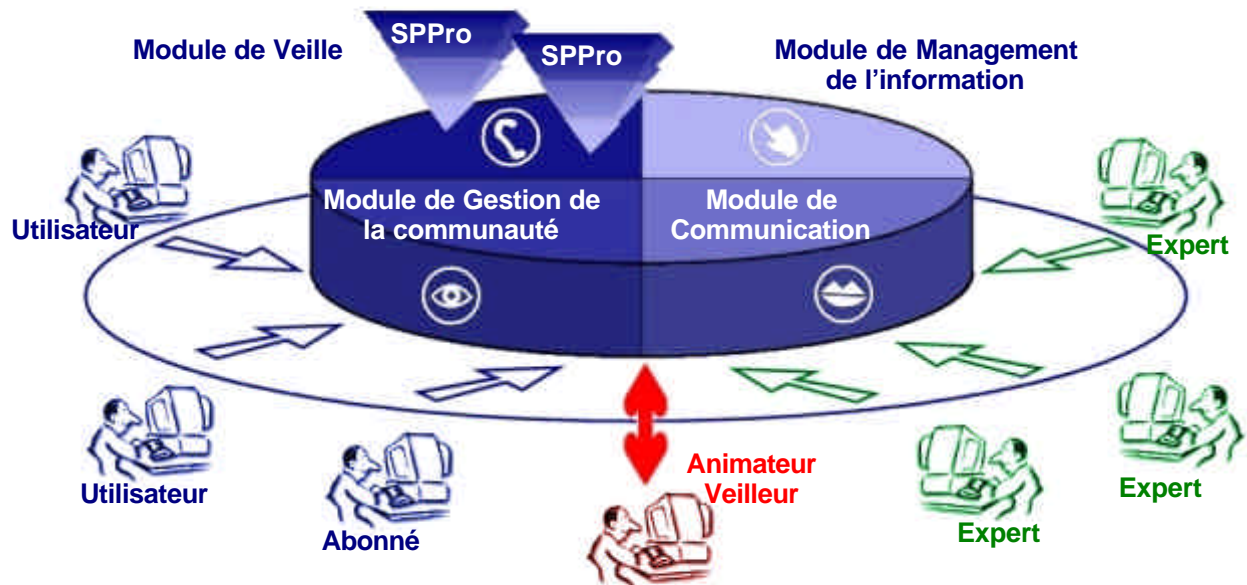 SPPro
SPPro
Module de Veille
Module de Management
de l'information
Module de Gestion de
la communauté
Module de
Communication
Utilisateur
Expert
Utilisateur
Abonné
Animateur
Veilleur
Expert
Expert